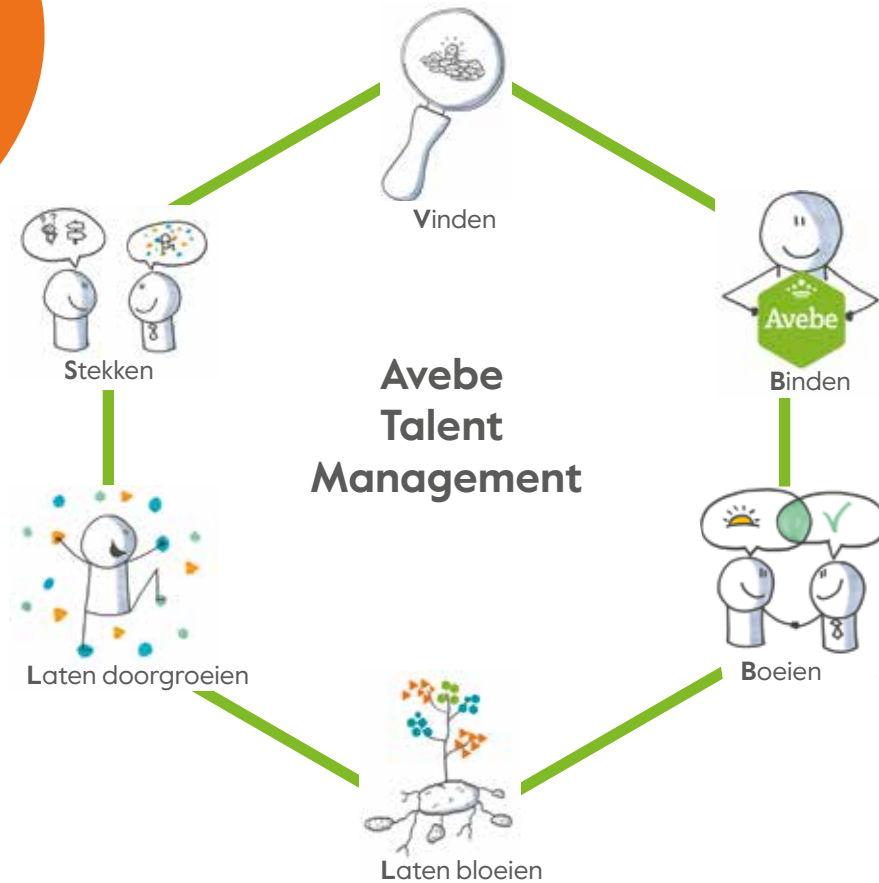 Vinden
Avebe
Binden
Boeien
Laten bloeien
Laten doorgroeien
Stekken
Avebe
Talent
Management